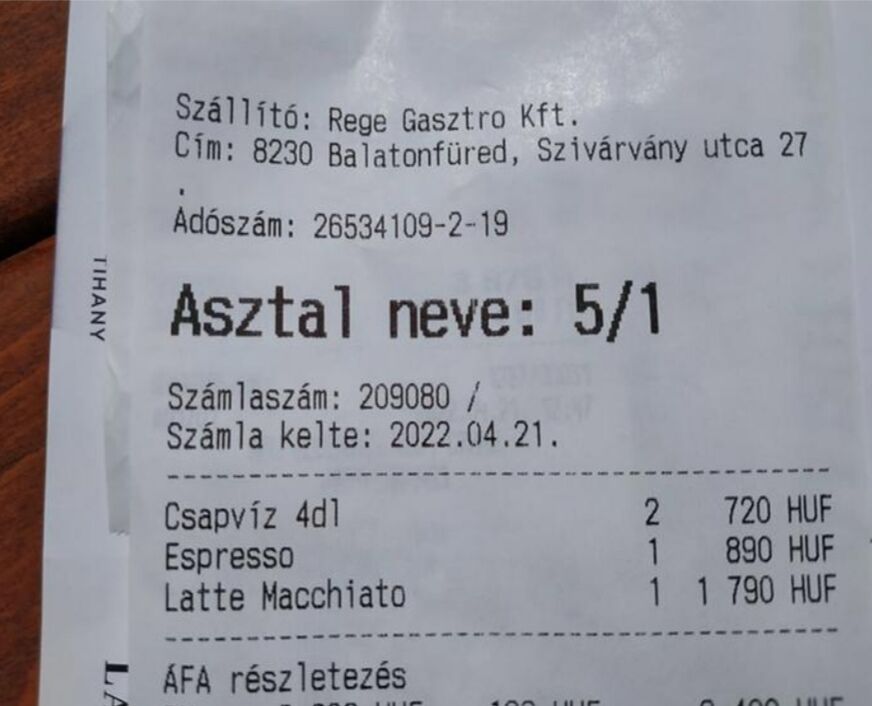 Szállító: Rege Gasztro Kft.
Cím: 8230 Balatonfüred, Szivárvány utca 27
.
Adószám: 26534109-2-19
TIHANY
Asztal neve: 5/1
Számlaszám: 209080 /
Számla kelte: 2022.04.21.
Csapvíz 4dl 2 720 HUF
Espresso 1 890 HUF
Latte Macchiato 1 1 790 HUF
ÁFA részletezés